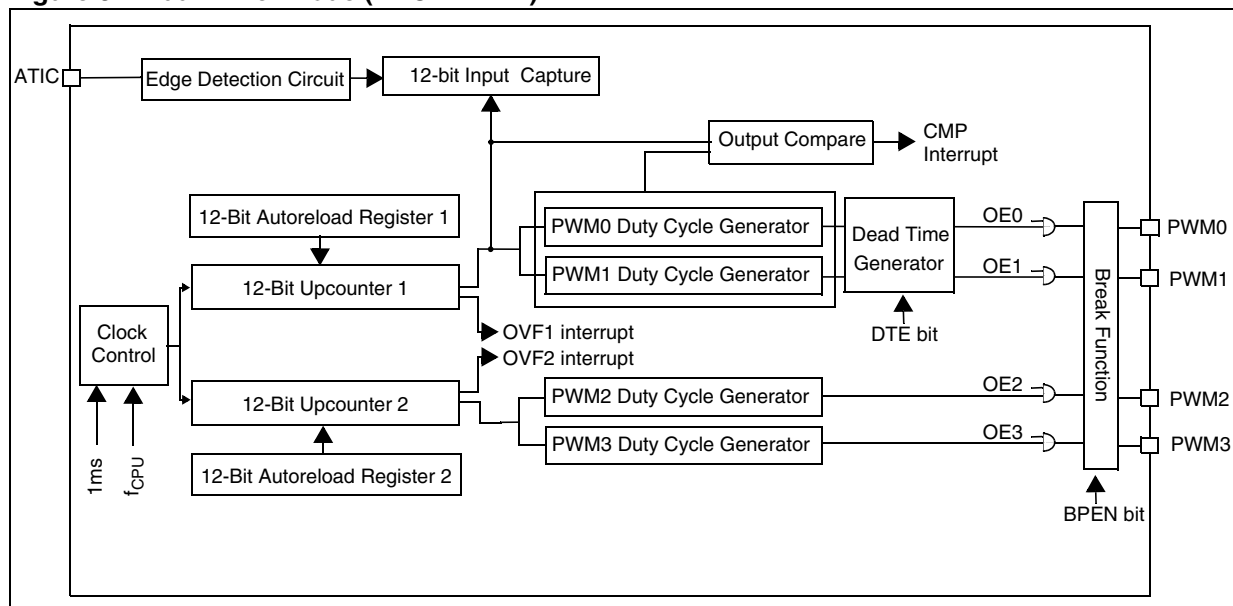 ATIC
Edge Detection Circuit
12-bit Input Capture
Output Compare
CMP
Interrupt
12-Bit Autoreload Register 1
PWM0 Duty Cycle Generator
PWM1 Duty Cycle Generator
Dead Time
Generator
OE0
OE1
PWM0
PWM1
12-Bit Upcounter 1
Break Function
Clock
Control
OVF1 interrupt
OVF2 interrupt
DTE bit
12-Bit Upcounter 2
PWM2 Duty Cycle Generator
PWM3 Duty Cycle Generator
OE2
OE3
PWM2
PWM3
12-Bit Autoreload Register 2
1ms
fCPU
BPEN bit